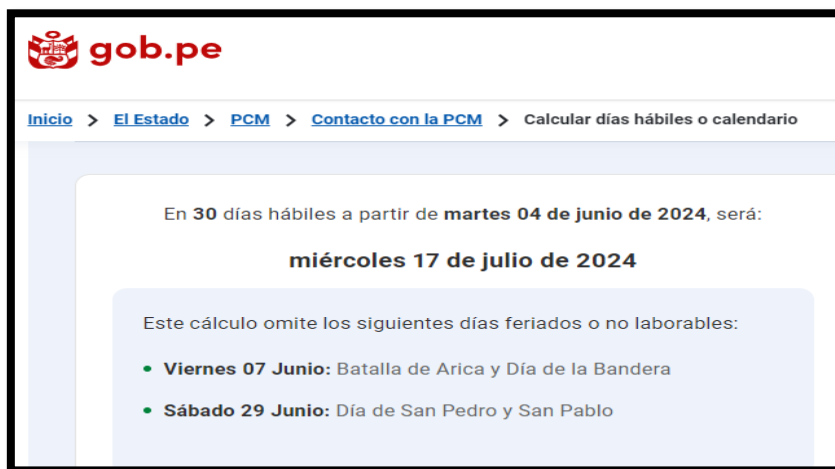 gob.pe
Inicio > El Estado > PCM > Contacto con la PCM > Calcular días hábiles o calendario
En 30 días hábiles a partir de martes 04 de junio de 2024, será:
miércoles 17 de julio de 2024
Este cálculo omite los siguientes días feriados o no laborables:
• Viernes 07 Junio: Batalla de Arica y Día de la Bandera
• Sábado 29 Junio: Día de San Pedro y San Pablo